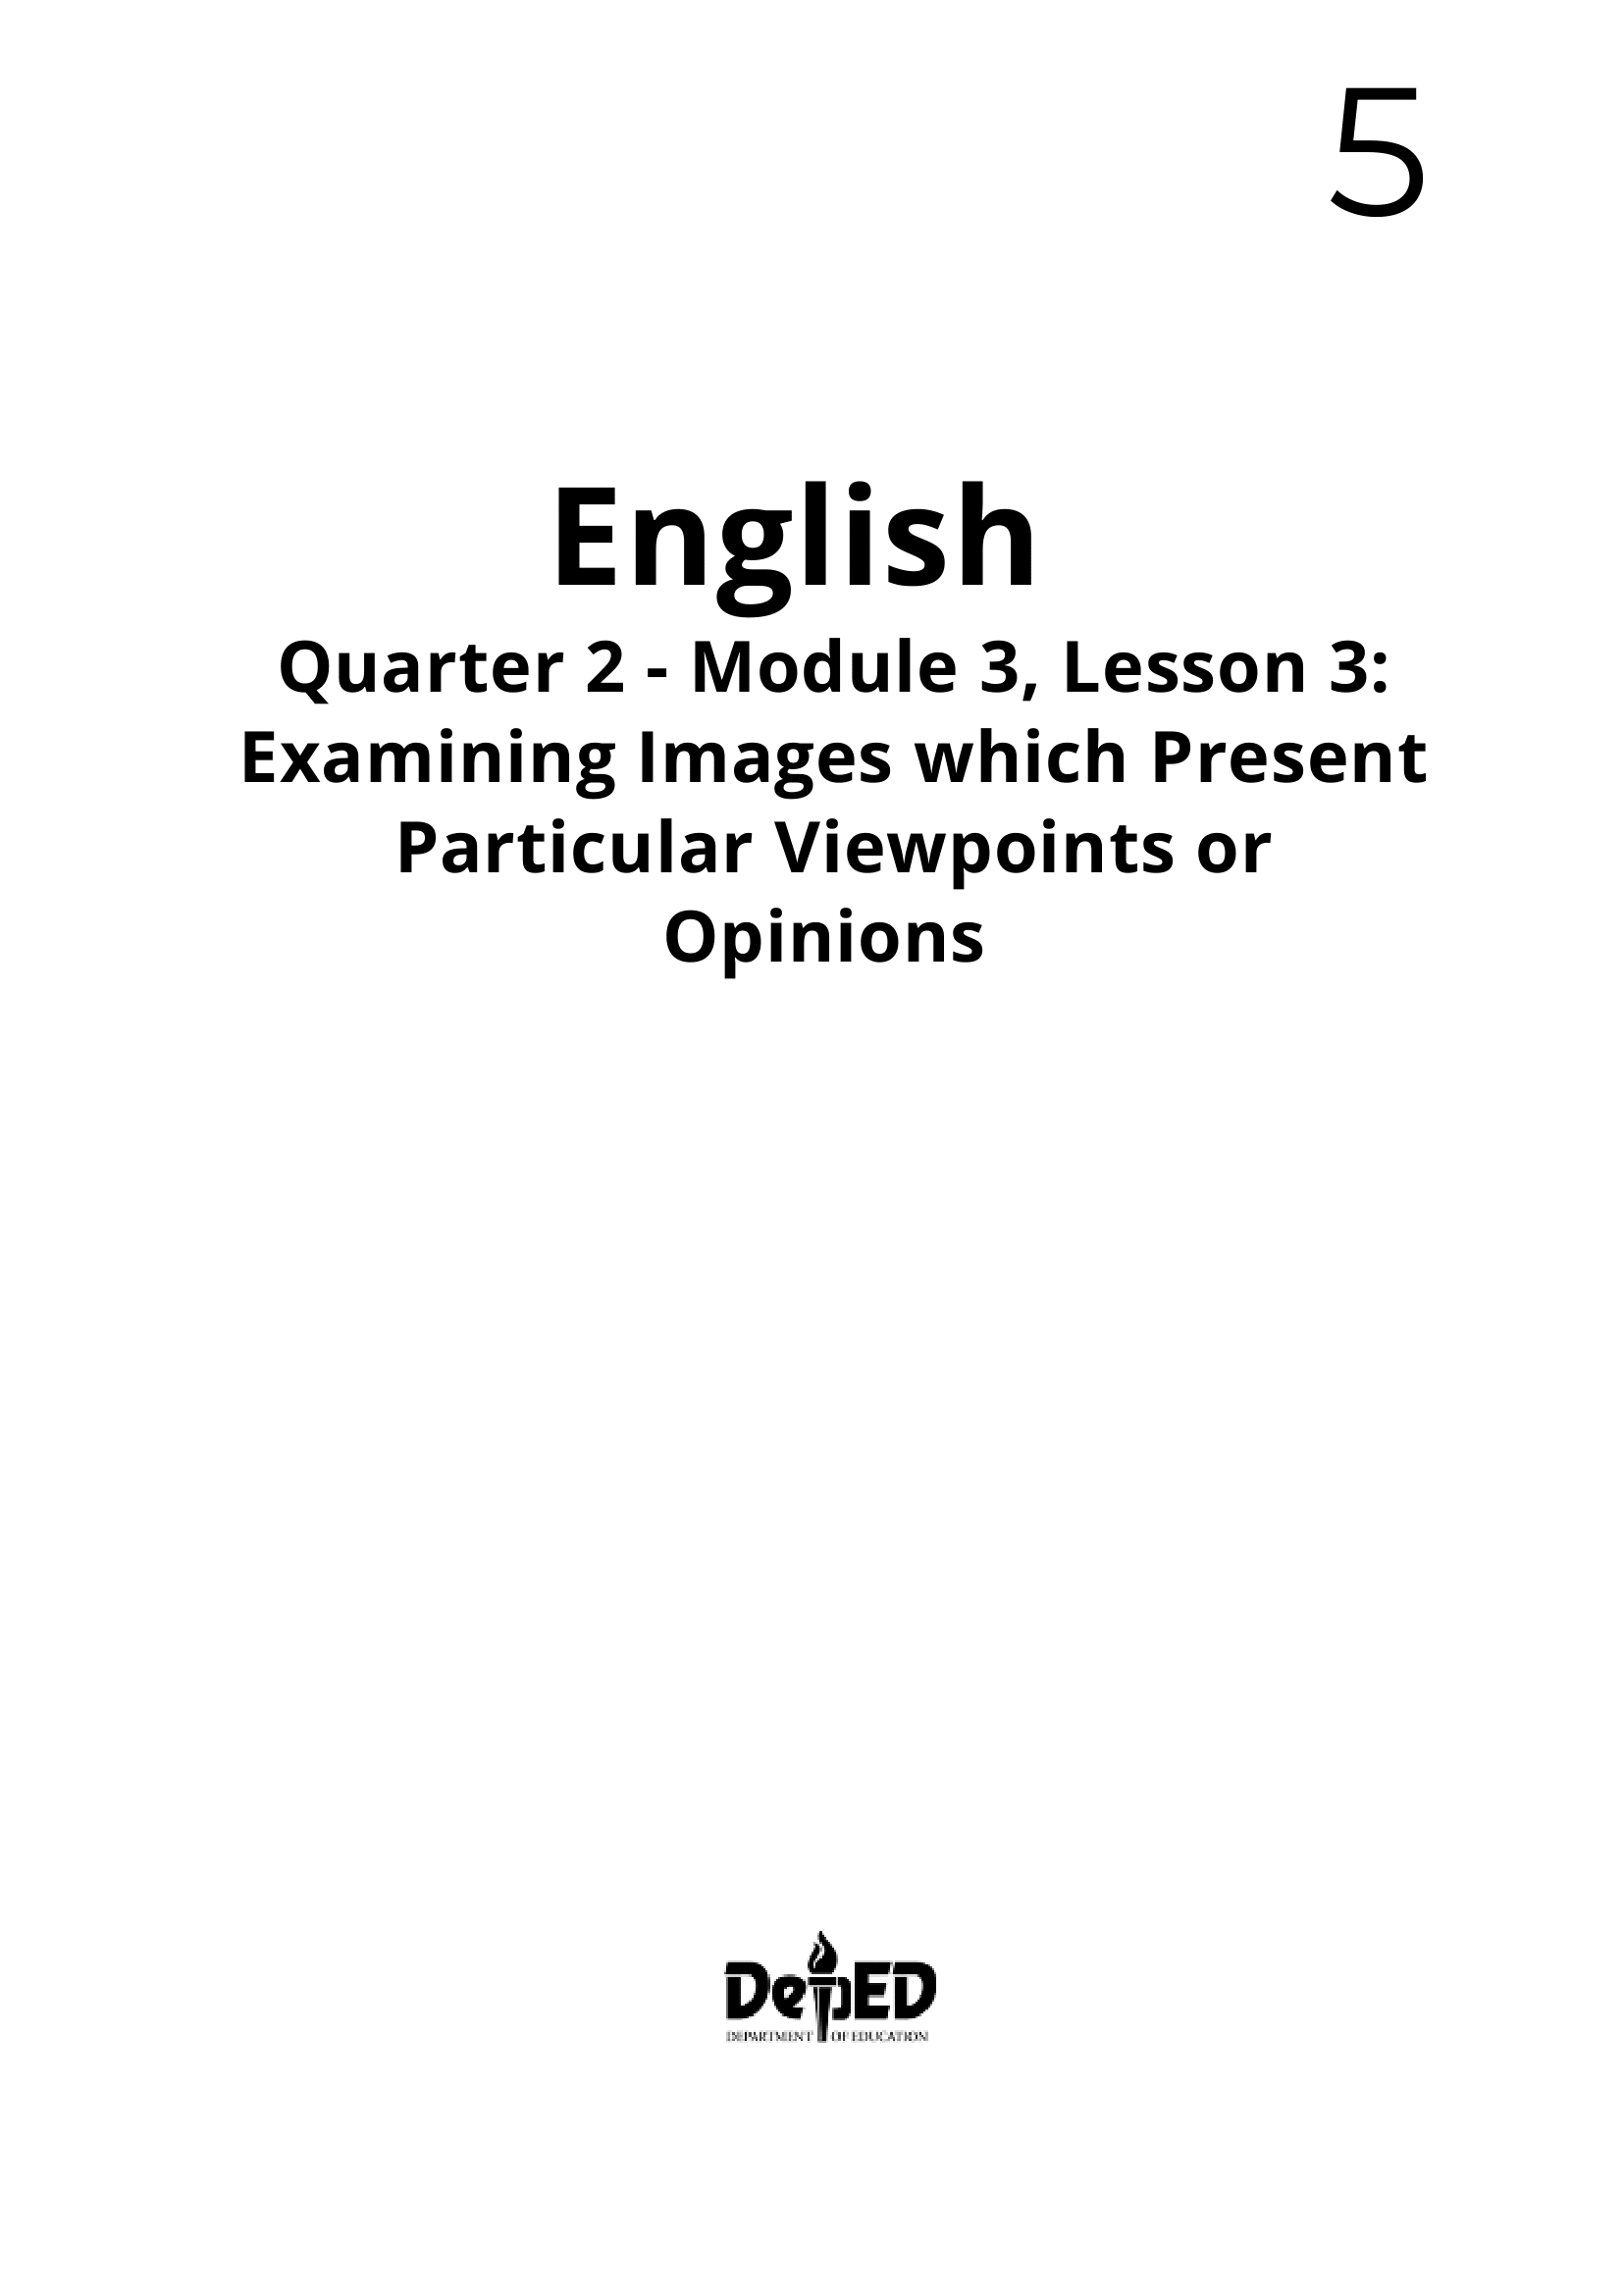 5
English
Quarter 2 - Module 3, Lesson 3:
Examining Images which Present
Particular Viewpoints or
Opinions
DepED
DEPARTMENT OF EDUCATION